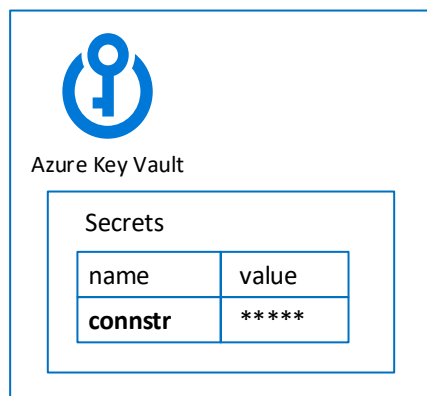 Azure Key Vault
Secrets
name value
connstr *****